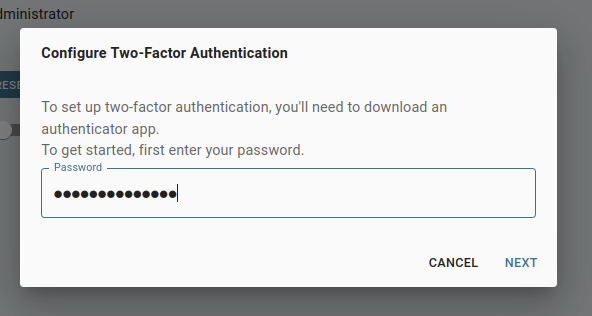 dministrator
Configure Two-Factor Authentication
RESE
To set up two-factor authentication, you'll need to download an
authenticator app.
To get started, first enter your password.
Password
●●●●●●●●●●●●●●
CANCEL
NEXT